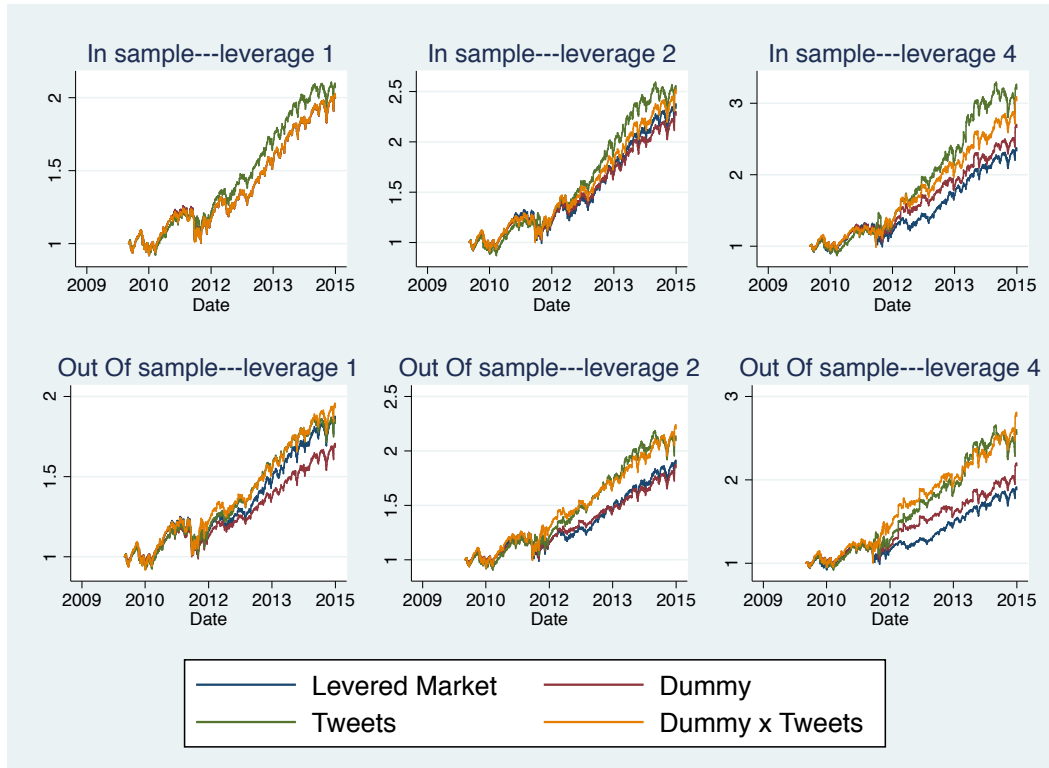 In sample---leverage 1
In sample---leverage 2
In sample---leverage 4
2
1.5
1
2009 2010 2012 2013 2015
Date
2.5
2
1.5
1
2009 2010 2012 2013 2015
Date
3
2
1
2009 2010 2012 2013 2015
Date
Out Of sample---leverage 1
Out Of sample---leverage 2
Out Of sample---leverage 4
2
1.5
1
2009 2010 2012 2013 2015
Date
2.5
2
1.5
1
2009 2010 2012 2013 2015
Date
3
2
1
2009 2010 2012 2013 2015
Date
Levered Market
Dummy
Tweets
Dummy x Tweets